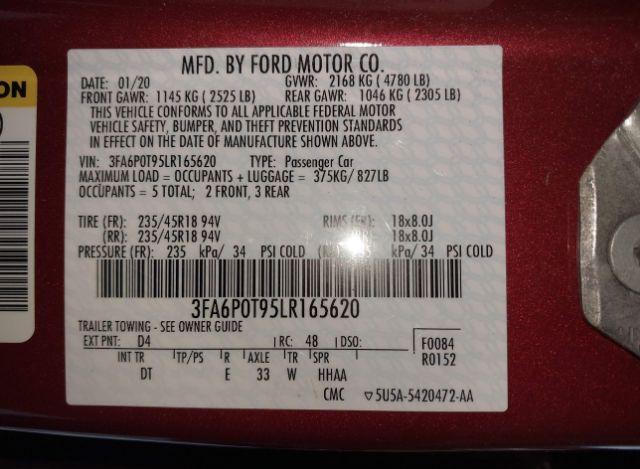 ON
MFD. BY FORD MOTOR CO.
DATE: 01/20 GVWR: 2168 KG ( 4780 LB)
FRONT GAWR: 1145 KG ( 2525 LB) REAR GAWR: 1046 KG ( 2305 LB)
THIS VEHICLE CONFORMS TO ALL APPLICABLE FEDERAL MOTOR
VEHICLE SAFETY, BUMPER, AND THEFT PREVENTION STANDARDS
IN EFFECT ON THE DATE OF MANUFACTURE SHOWN ABOVE.
VIN: 3FA6P0T95LR165620 TYPE: Passenger Car
MAXIMUM LOAD = OCCUPANTS + LUGGAGE = 375KG/ 827LB
OCCUPANTS = 5 TOTAL; 2 FRONT, 3 REAR
TIRE (FR): 235/45R18 94V RIMS (FR): 18x8.0J
(RR): 235/45R18 94V 18x8.0J
PRESSURE (FR): 235 kPa/ 34 PSI COLD kPa/ 34 PSI COLD
3FA6P0T95LR165620
TRAILER TOWING - SEE OWNER GUIDE
EXT PNT: D4 RC: 48 DSO: F0084
INT TR TP/PS R AXLE TR SPR R0152
DT E 33 W HHAA
CMC 5U5A-5420472-AA